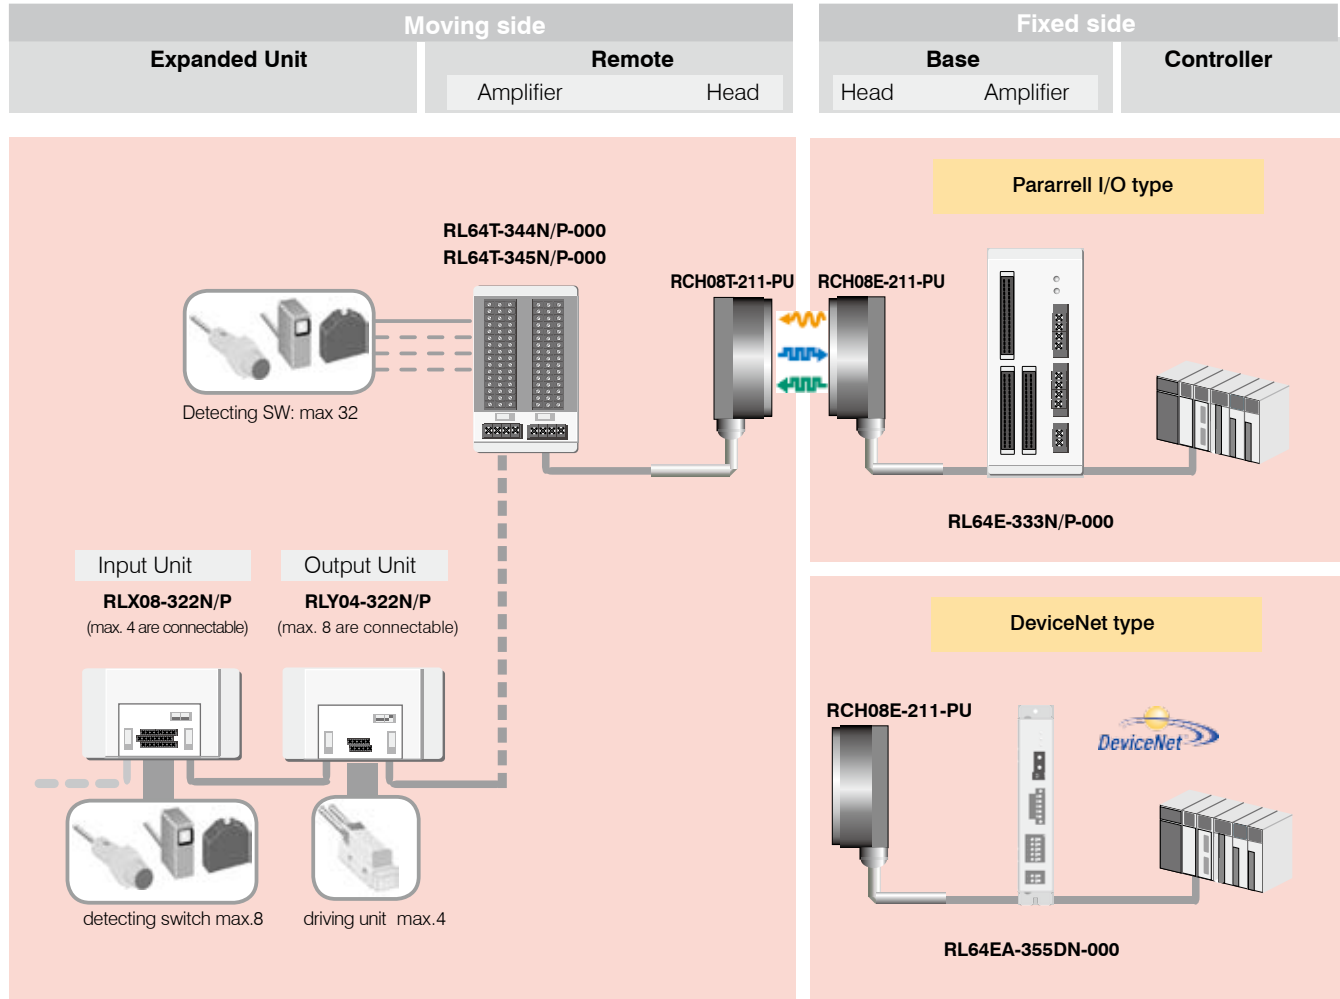 Moving side
Fixed side
Expanded Unit
Remote
Base
Controller
Amplifier
Head
Head
Amplifier
Pararrell I/O type
RL64T-344N/P-000
RL64T-345N/P-000
RCH08T-211-PU
RCH08E-211-PU
Detecting SW: max 32
RL64E-333N/P-000
Input Unit
Output Unit
RLX08-322N/P
RLY04-322N/P
(max. 4 are connectable)
(max. 8 are connectable)
DeviceNet type
RCH08E-211-PU
DeviceNet
detecting switch max.8
driving unit max.4
RL64EA-355DN-000